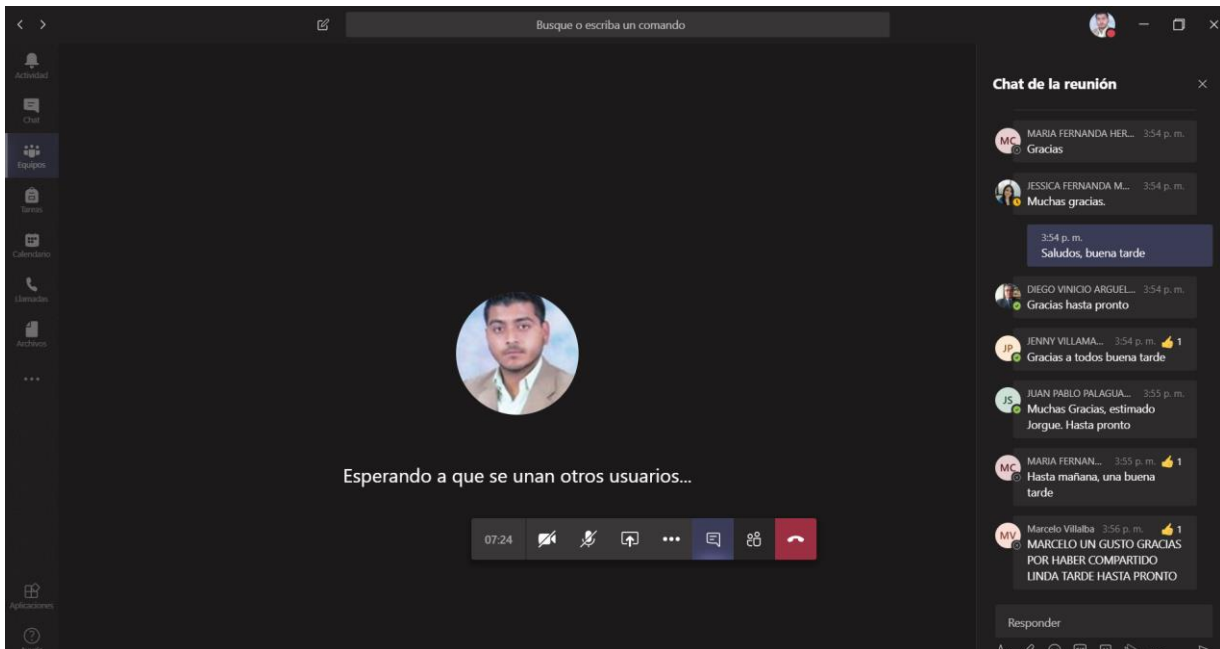 Busque o escriba un comando
Actividad
Chat
Equipos
Tareas
Calendario
Llamadas
Archivos
Aplicaciones
Esperando a que se unan otros usuarios...
07:24
Chat de la reunión
MC
MARIA FERNANDA HER... 3:54 p. m.
Gracias
JESSICA FERNANDA M... 3:54 p. m.
Muchas gracias.
3:54 p. m.
Saludos, buena tarde
DIEGO VINICIO ARGUEL... 3:54 p. m.
Gracias hasta pronto
JP
JENNY VILLAMA... 3:54 p. m. 👍 1
Gracias a todos buena tarde
JS
JUAN PABLO PALAGUA... 3:55 p. m.
Muchas Gracias, estimado
Jorgue. Hasta pronto
MC
MARIA FERNAN... 3:55 p. m. 👍 1
Hasta mañana, una buena
tarde
MV
Marcelo Villalba 3:56 p. m. 👍 1
MARCELO UN GUSTO GRACIAS
POR HABER COMPARTIDO
LINDA TARDE HASTA PRONTO
Responder